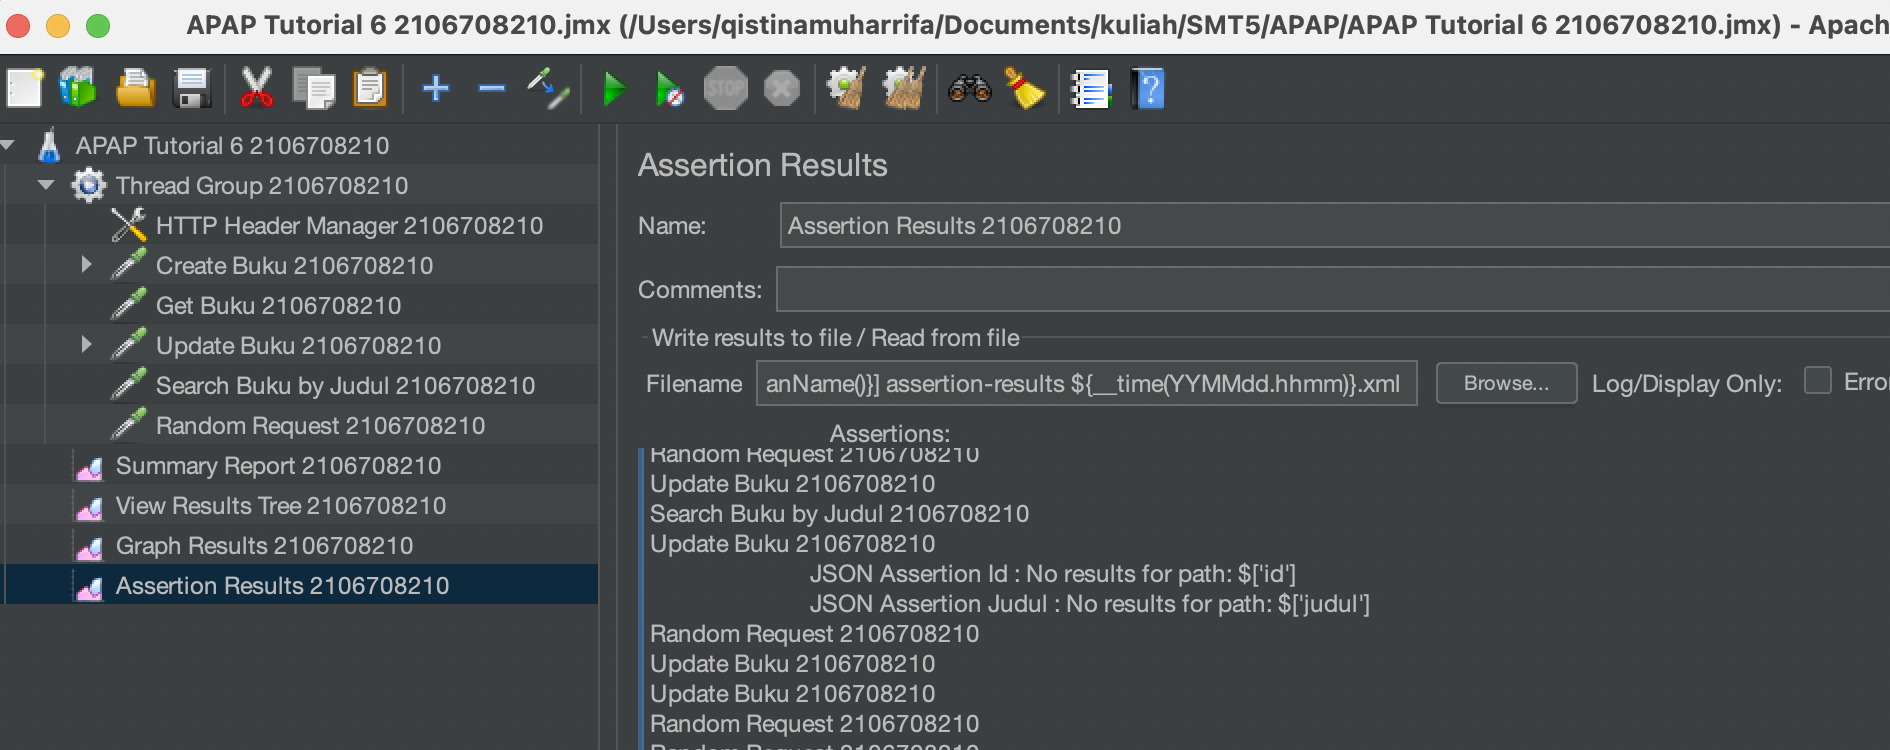 APAP Tutorial 6 2106708210.jmx (/Users/qistinamuharrifa/Documents/kuliah/SMT5/APAP/APAP Tutorial 6 2106708210.jmx) - Apach
STOP
APAP Tutorial 6 2106708210
Thread Group 2106708210
HTTP Header Manager 2106708210
Create Buku 2106708210
Get Buku 2106708210
Update Buku 2106708210
Search Buku by Judul 2106708210
Random Request 2106708210
Summary Report 2106708210
View Results Tree 2106708210
Graph Results 2106708210
Assertion Results 2106708210
Assertion Results
Name: Assertion Results 2106708210
Comments:
Write results to file / Read from file
Filename anName()}] assertion-results ${__time(YYMMdd.hhmm)}.xml Browse... Log/Display Only: Error
Assertions:
Random Request 2106708210
Update Buku 2106708210
Search Buku by Judul 2106708210
Update Buku 2106708210
JSON Assertion Id : No results for path: $['id']
JSON Assertion Judul : No results for path: $['judul']
Random Request 2106708210
Update Buku 2106708210
Update Buku 2106708210
Random Request 2106708210